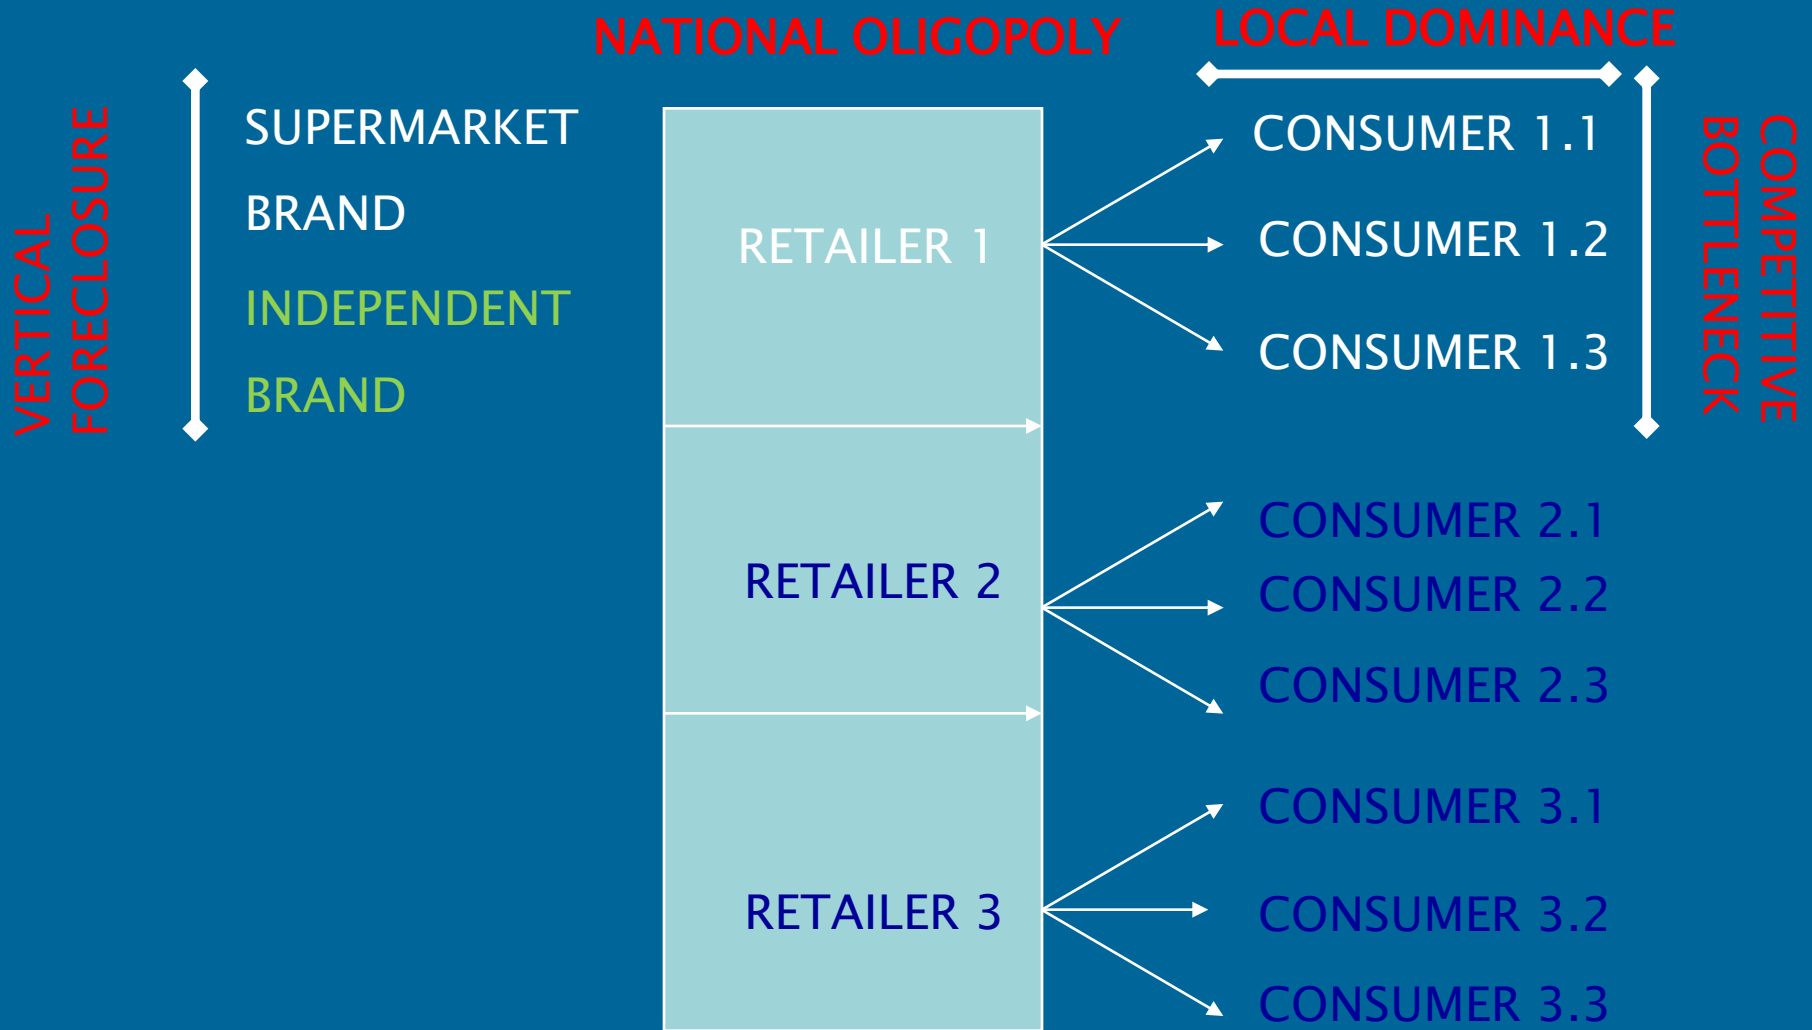 NATIONAL OLIGOPOLY
LOCAL DOMINANCE
VERTICAL
FORECLOSURE
SUPERMARKET
BRAND
INDEPENDENT
BRAND
RETAILER 1
CONSUMER 1.1
CONSUMER 1.2
CONSUMER 1.3
COMPETITIVE
BOTTLENECK
RETAILER 2
CONSUMER 2.1
CONSUMER 2.2
CONSUMER 2.3
RETAILER 3
CONSUMER 3.1
CONSUMER 3.2
CONSUMER 3.3